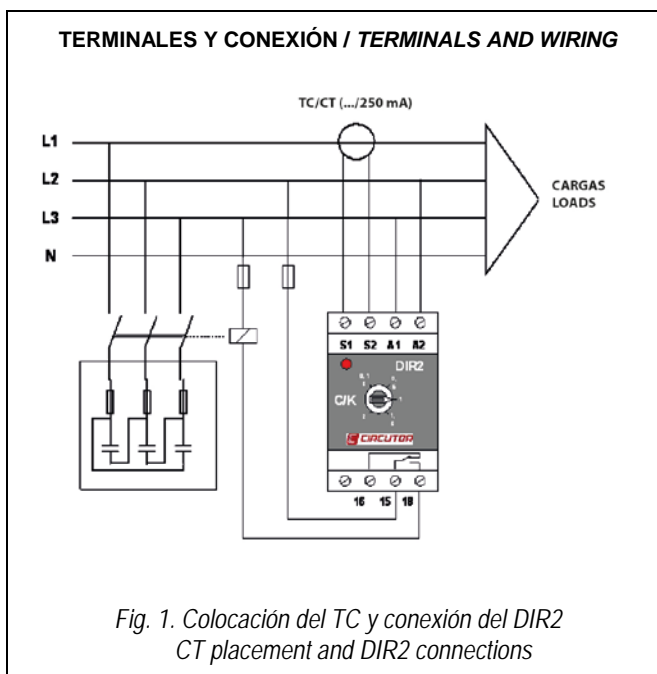 TERMINALES Y CONEXIÓN / TERMINALS AND WIRING
TC/CT (.../250 mA)
L1
L2
L3
N
CARGAS
LOADS
S1 S2 A1 A2
DIR2
C/K
1
CIRCUTOR
16 15 18
Fig. 1. Colocación del TC y conexión del DIR2
CT placement and DIR2 connections